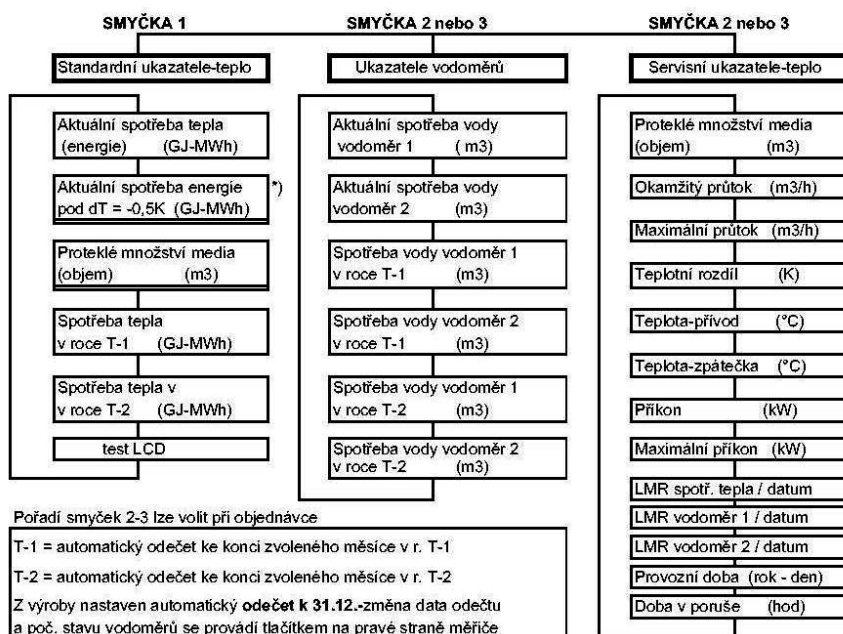 SMYČKA 1
SMYČKA 2 nebo 3
SMYČKA 2 nebo 3
Standardní ukazatele-teplo
Aktuální spotřeba tepla
(energie) (GJ-MWh)
Aktuální spotřeba energie *)
pod dT = -0,5K (GJ-MWh)
Proteklé množství media
(objem) (m3)
Spotřeba tepla
v roce T-1 (GJ-MWh)
Spotřeba tepla v
v roce T-2 (GJ-MWh)
test LCD
Ukazatele vodoměrů
Aktuální spotřeba vody
vodoměr 1 ( m3)
Aktuální spotřeba vody
vodoměr 2 (m3)
Spotřeba vody vodoměr 1
v roce T-1 (m3)
Spotřeba vody vodoměr 2
v roce T-1 (m3)
Spotřeba vody vodoměr 1
v roce T-2 (m3)
Spotřeba vody vodoměr 2
v roce T-2 (m3)
Servisní ukazatele-teplo
Proteklé množství media
(objem) (m3)
Okamžitý průtok (m3/h)
Maximální průtok (m3/h)
Teplotní rozdíl (K)
Teplota-přívod (°C)
Teplota-zpátečka (°C)
Příkon (kW)
Maximální příkon (kW)
LMR spotř. tepla / datum
LMR vodoměr 1 / datum
LMR vodoměr 2 / datum
Provozní doba (rok - den)
Doba v poruše (hod)
Pořadí smyček 2-3 lze volit při objednávce
T-1 = automatický odečet ke konci zvoleného měsíce v r. T-1
T-2 = automatický odečet ke konci zvoleného měsíce v r. T-2
Z výroby nastaven automatický odečet k 31.12.-změna data odečtu
a poč. stavu vodoměrů se provádí tlačítkem na pravé straně měřiče